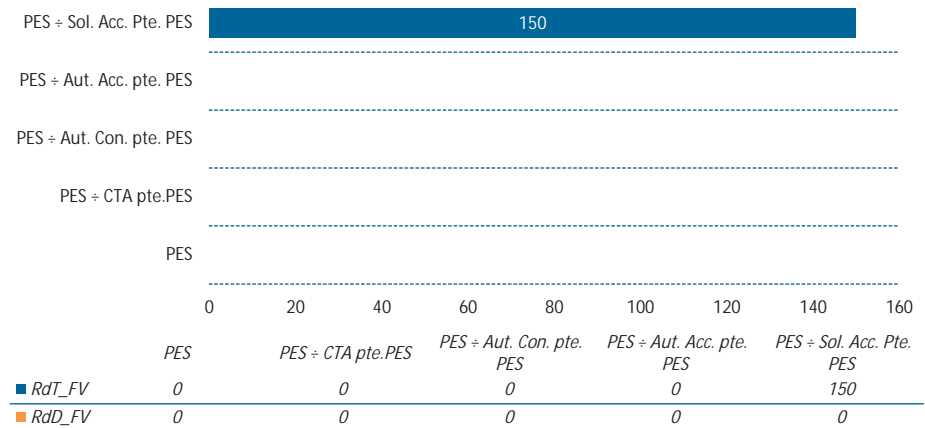 PES ÷ Sol. Acc. Pte. PES
150
PES ÷ Aut. Acc. pte. PES
PES ÷ Aut. Con. pte. PES
PES ÷ CTA pte.PES
PES
0 20 40 60 80 100 120 140 160
PES PES ÷ CTA pte.PES PES ÷ Aut. Con. pte. PES PES ÷ Aut. Acc. pte. PES PES ÷ Sol. Acc. Pte. PES
RdT_FV 0 0 0 0 150
RdD_FV 0 0 0 0 0